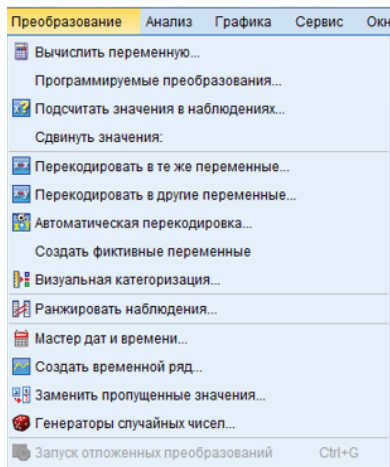 Преобразование Анализ Графика Сервис Окн
Вычислить переменную...
Программируемые преобразования...
Подсчитать значения в наблюдениях...
Сдвинуть значения:
Перекодировать в те же переменные...
Перекодировать в другие переменные...
Автоматическая перекодировка...
Создать фиктивные переменные
Визуальная категоризация...
Ранжировать наблюдения...
Мастер дат и времени...
Создать временной ряд...
Заменить пропущенные значения...
Генераторы случайных чисел...
Запуск отложенных преобразований Ctrl+G